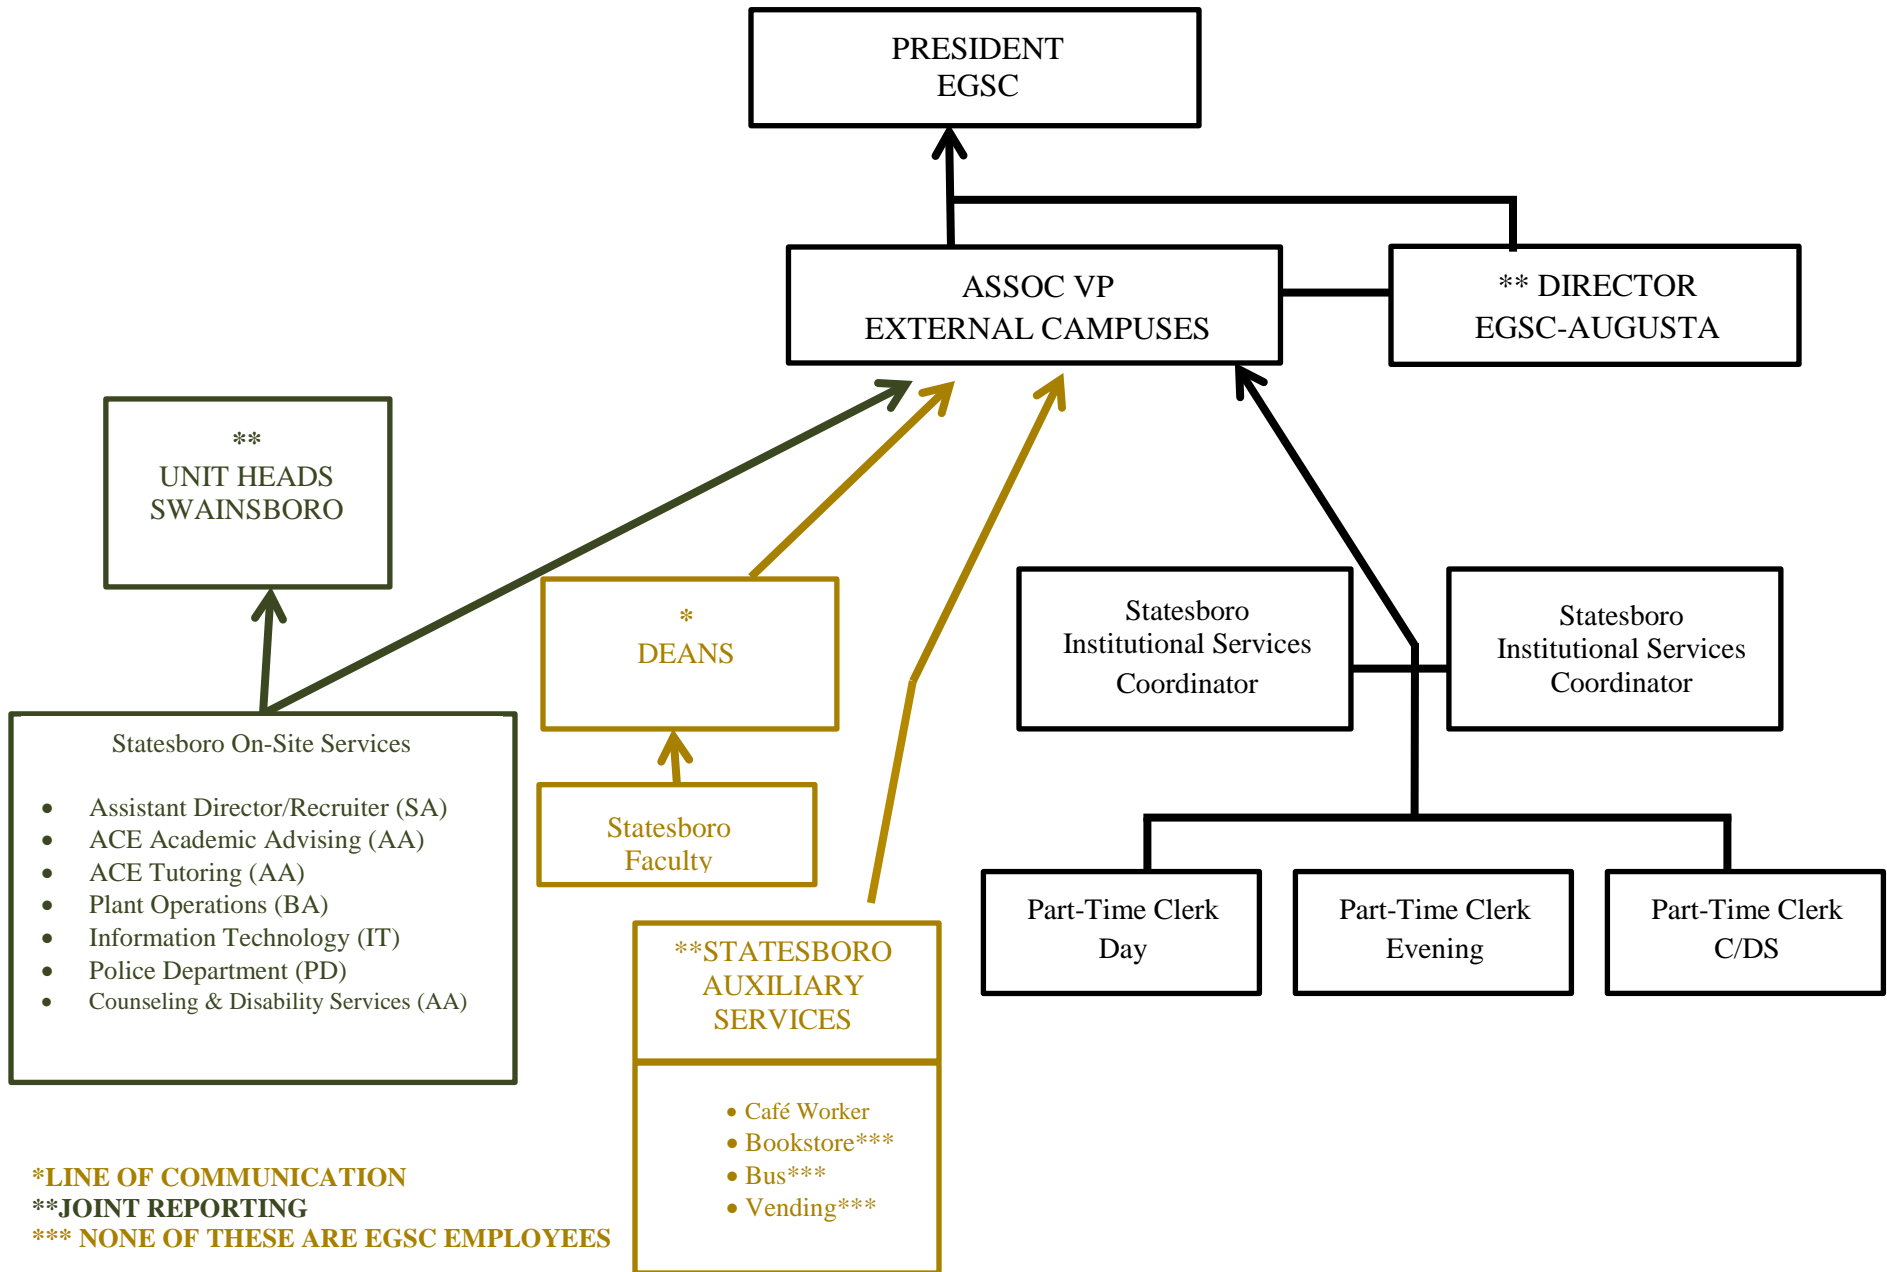 PRESIDENT
EGSC
ASSOC VP
EXTERNAL CAMPUSES
** DIRECTOR
EGSC-AUGUSTA
**
UNIT HEADS
SWAINSBORO
*
DEANS
Statesboro
Institutional Services
Coordinator
Statesboro
Institutional Services
Coordinator
Statesboro On-Site Services
• Assistant Director/Recruiter (SA)
• ACE Academic Advising (AA)
• ACE Tutoring (AA)
• Plant Operations (BA)
• Information Technology (IT)
• Police Department (PD)
• Counseling & Disability Services (AA)
Statesboro
Faculty
Part-Time Clerk
Day
Part-Time Clerk
Evening
Part-Time Clerk
C/DS
**STATESBORO
AUXILIARY
SERVICES
• Café Worker
• Bookstore***
• Bus***
• Vending***
*LINE OF COMMUNICATION
**JOINT REPORTING
*** NONE OF THESE ARE EGSC EMPLOYEES